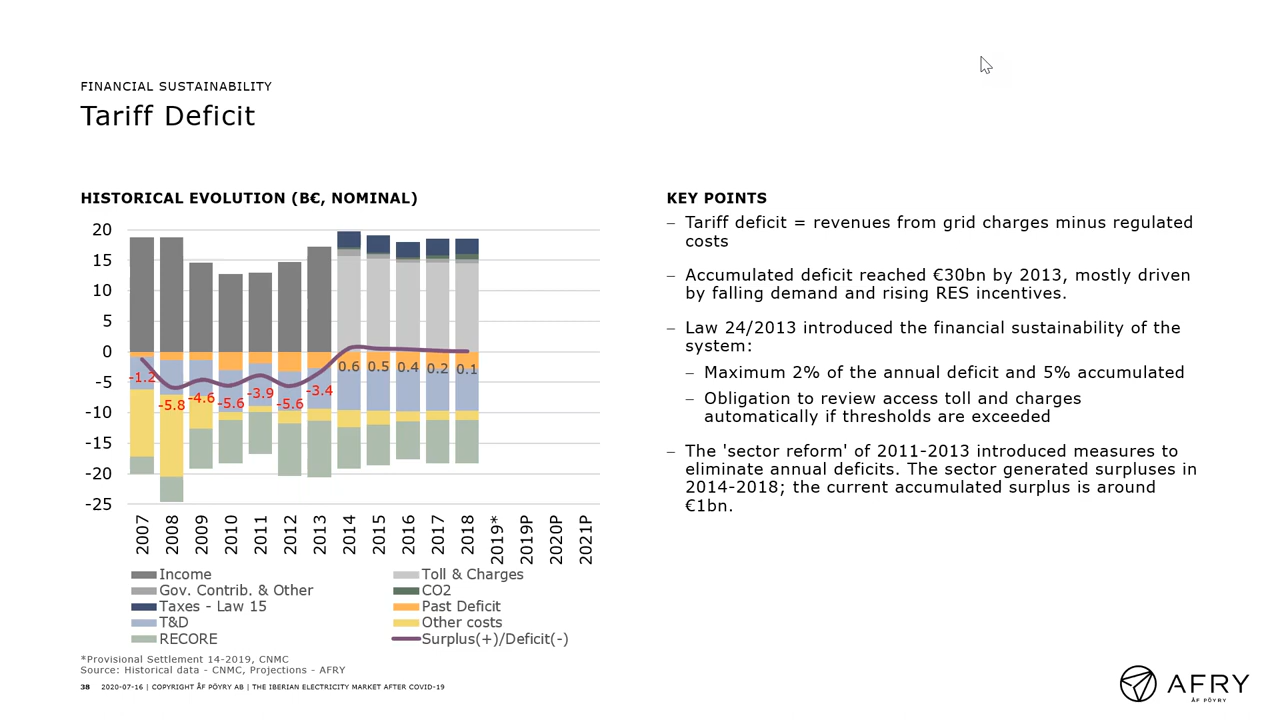 FINANCIAL SUSTAINABILITY
Tariff Deficit
HISTORICAL EVOLUTION (B€, NOMINAL)
20
15
10
5
0
-5
-10
-15
-20
-25
-1.2
-5.8
-4.6
-5.6
-3.9
-5.6
-3.4
0.6
0.5
0.4
0.2
0.1
2007
2008
2009
2010
2011
2012
2013
2014
2015
2016
2017
2018
2019*
2019P
2020P
2021P
Income
Toll & Charges
Gov. Contrib. & Other
CO2
Taxes - Law 15
Past Deficit
T&D
Other costs
RECORE
Surplus(+)/Deficit(-)
*Provisional Settlement 14-2019, CNMC
Source: Historical data - CNMC, Projections - AFRY
38 2020-07-16 | COPYRIGHT ÅF PÖYRY AB | THE IBERIAN ELECTRICITY MARKET AFTER COVID-19
KEY POINTS
– Tariff deficit = revenues from grid charges minus regulated
costs
– Accumulated deficit reached €30bn by 2013, mostly driven
by falling demand and rising RES incentives.
– Law 24/2013 introduced the financial sustainability of the
system:
– Maximum 2% of the annual deficit and 5% accumulated
– Obligation to review access toll and charges
automatically if thresholds are exceeded
– The 'sector reform' of 2011-2013 introduced measures to
eliminate annual deficits. The sector generated surpluses in
2014-2018; the current accumulated surplus is around
€1bn.
AFRY
ÅF PÖYRY